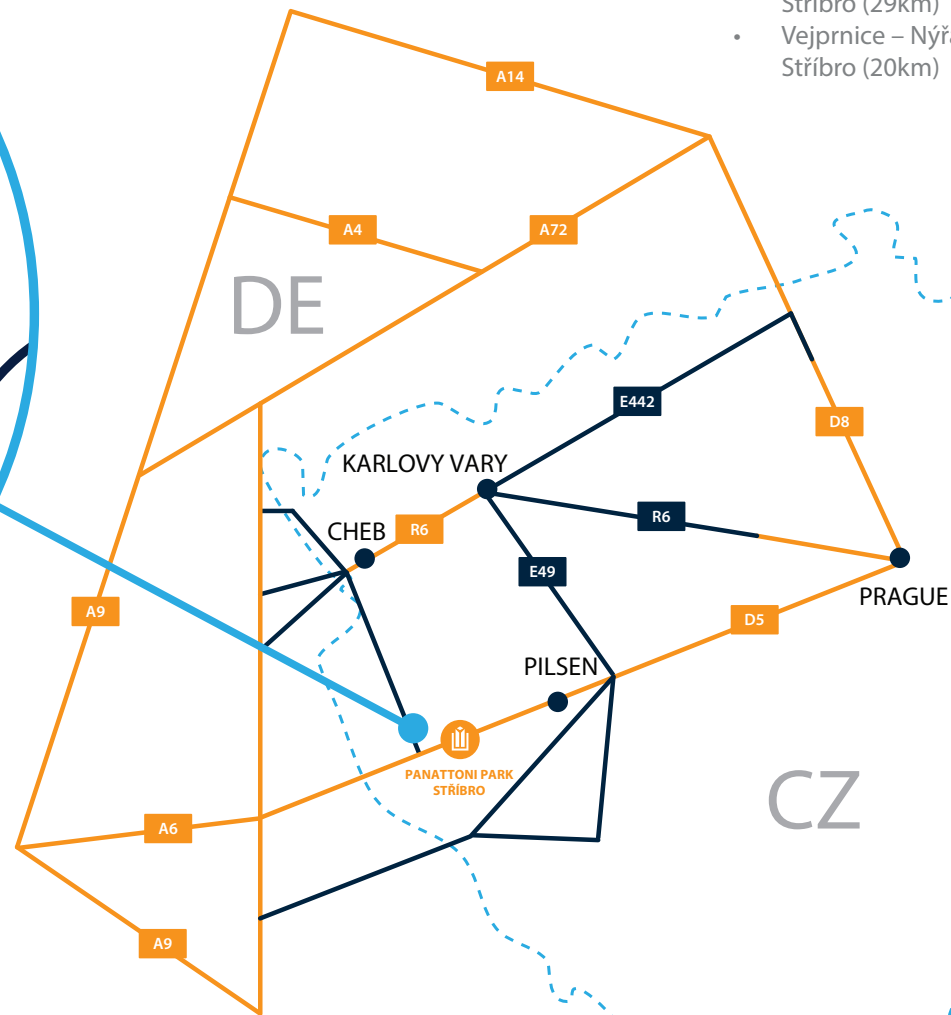 Stříbro (29km)
• Vejprnice –
Stříbro (20km)
A14
A4
A72
DE
E442
D8
KARLOVY VARY
R6
CHEB
R6
E49
A9
PRAGUE
D5
PILSEN
PANATTONI PARK
STŘÍBRO
CZ
A6
A9